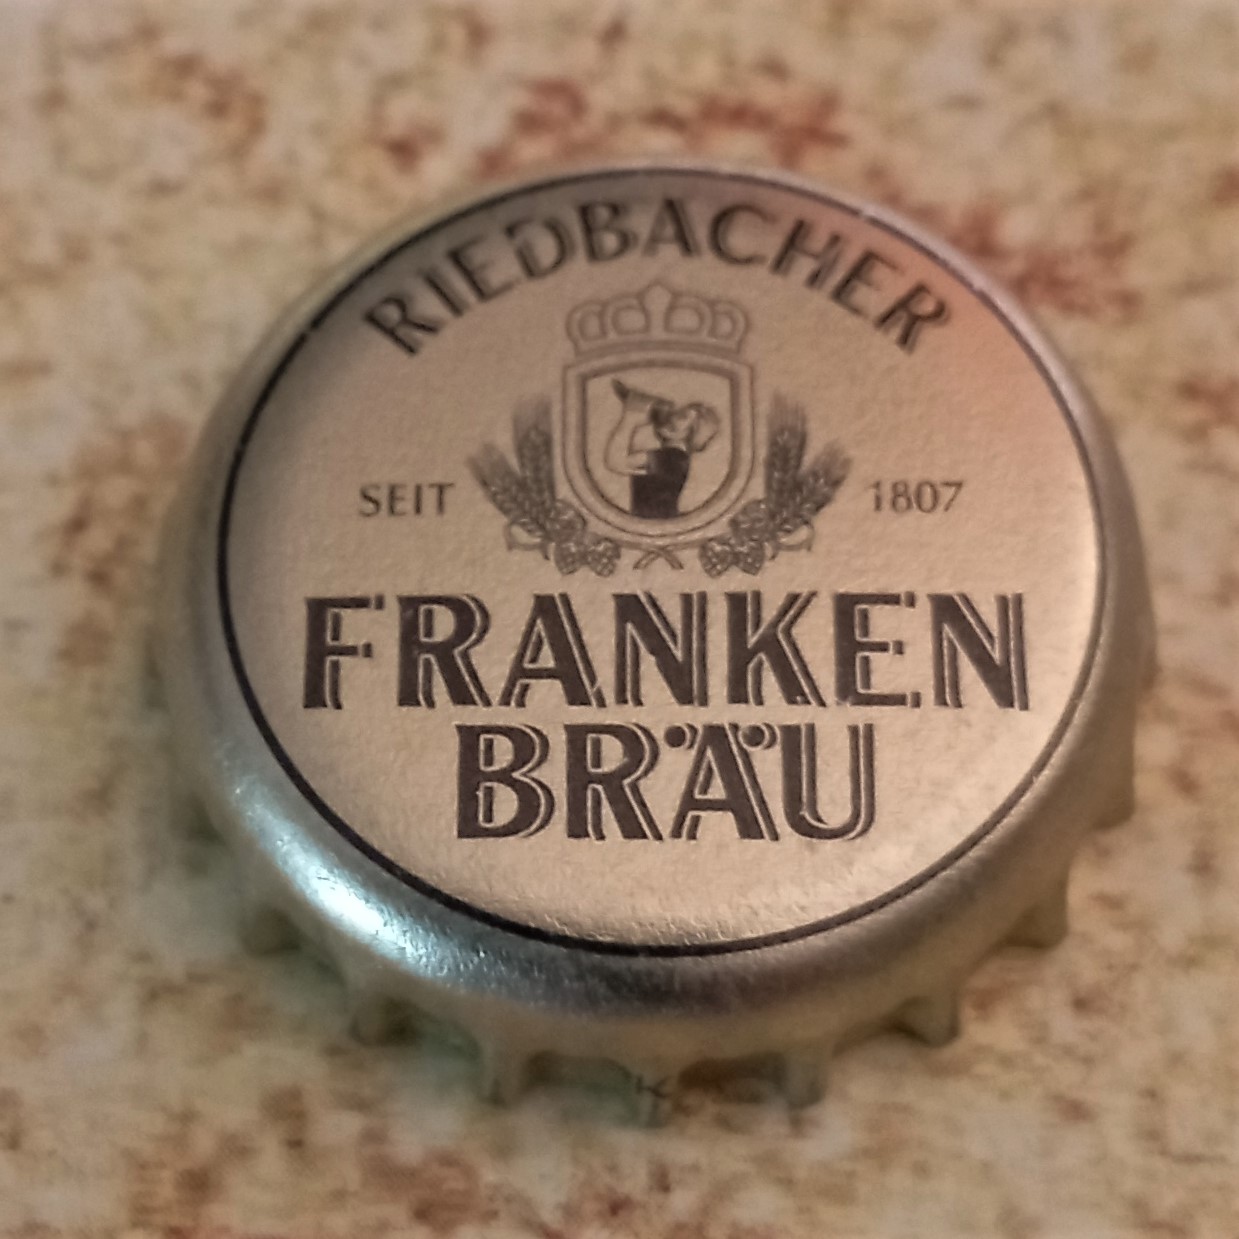 RIEDBACHER
SEIT 1807
FRANKEN
BRÄU
K